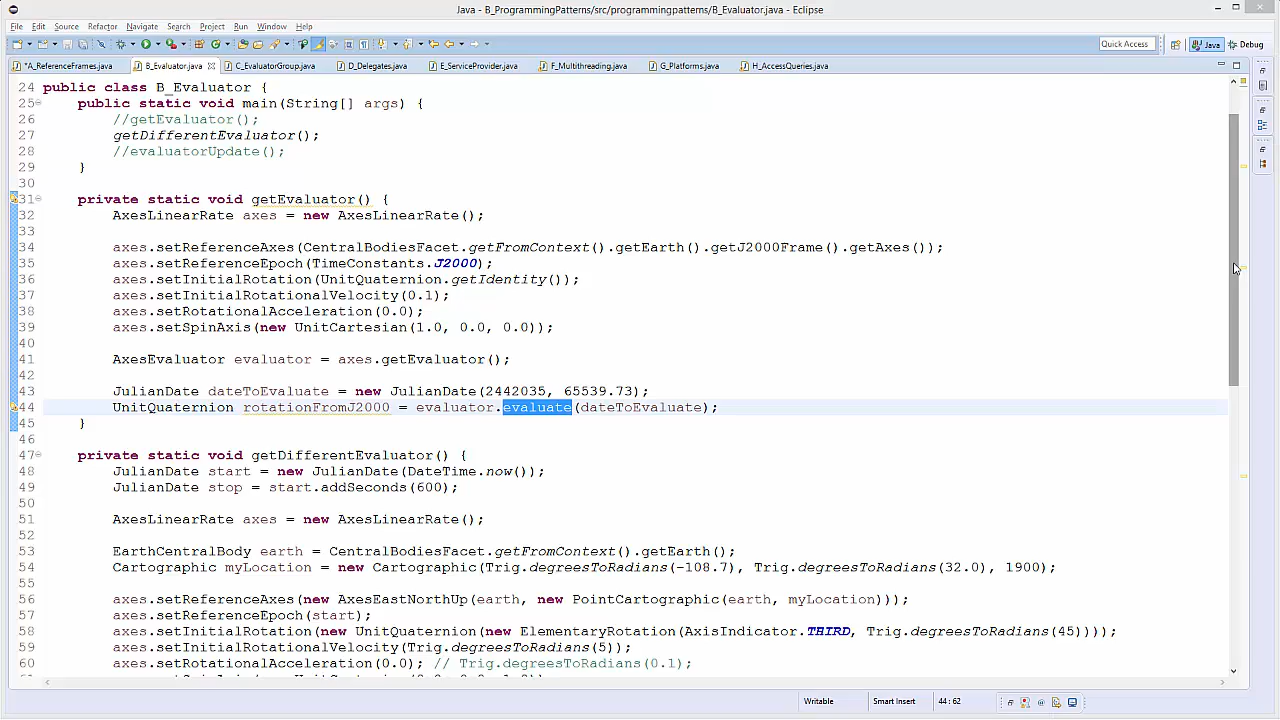 Java - B_ProgrammingPatterns/src/programmingpatterns/B_Evaluator.java - Eclipse
File Edit Source Refactor Navigate Search Project Run Window Help
Quick Access Java Debug
*A_ReferenceFrames.java B_Evaluator.java C_EvaluatorGroup.java D_Delegates.java E_ServiceProvider.java F_Multithreading.java G_Platforms.java H_AccessQueries.java
24 public class B_Evaluator {
25 public static void main(String[] args) {
26 //getEvaluator();
27 getDifferentEvaluator();
28 //evaluatorUpdate();
29 }
30
31 private static void getEvaluator() {
32 AxesLinearRate axes = new AxesLinearRate();
33
34 axes.setReferenceAxes(CentralBodiesFacet.getFromContext().getEarth().getJ2000Frame().getAxes());
35 axes.setReferenceEpoch(TimeConstants.J2000);
36 axes.setInitialRotation(UnitQuaternion.getIdentity());
37 axes.setInitialRotationalVelocity(0.1);
38 axes.setRotationalAcceleration(0.0);
39 axes.setSpinAxis(new UnitCartesian(1.0, 0.0, 0.0));
40
41 AxesEvaluator evaluator = axes.getEvaluator();
42
43 JulianDate dateToEvaluate = new JulianDate(2442035, 65539.73);
44 UnitQuaternion rotationFromJ2000 = evaluator.evaluate(dateToEvaluate);
45 }
46
47 private static void getDifferentEvaluator() {
48 JulianDate start = new JulianDate(DateTime.now());
49 JulianDate stop = start.addSeconds(600);
50
51 AxesLinearRate axes = new AxesLinearRate();
52
53 EarthCentralBody earth = CentralBodiesFacet.getFromContext().getEarth();
54 Cartographic myLocation = new Cartographic(Trig.degreesToRadians(-108.7), Trig.degreesToRadians(32.0), 1900);
55
56 axes.setReferenceAxes(new AxesEastNorthUp(earth, new PointCartographic(earth, myLocation)));
57 axes.setReferenceEpoch(start);
58 axes.setInitialRotation(new UnitQuaternion(new ElementaryRotation(AxisIndicator.THIRD, Trig.degreesToRadians(45))));
59 axes.setInitialRotationalVelocity(Trig.degreesToRadians(5));
60 axes.setRotationalAcceleration(0.0); // Trig.degreesToRadians(0.1);
Writable Smart Insert 44 : 62